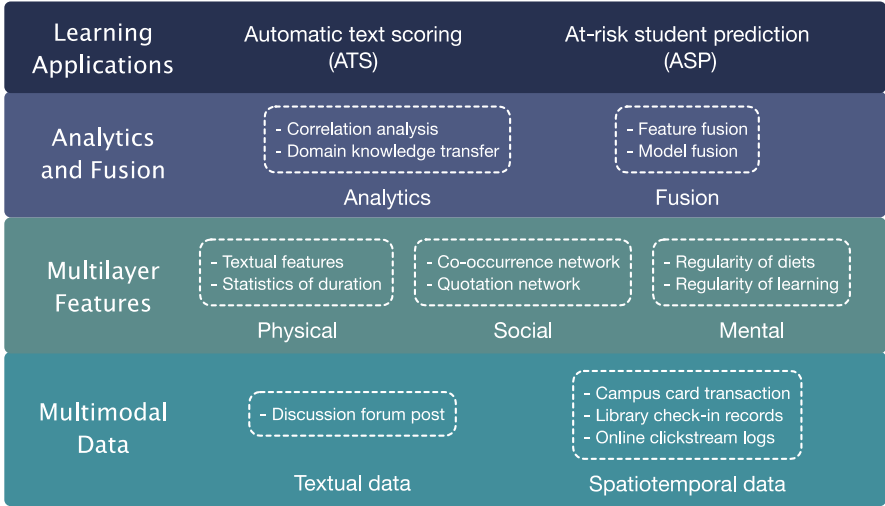 Learning
Applications
Automatic text scoring
(ATS)
At-risk student prediction
(ASP)
Analytics
and Fusion
- Correlation analysis
- Domain knowledge transfer
Analytics
- Feature fusion
- Model fusion
Fusion
Multilayer
Features
- Textual features
- Statistics of duration
Physical
- Co-occurrence network
- Quotation network
Social
- Regularity of diets
- Regularity of learning
Mental
Multimodal
Data
- Discussion forum post
Textual data
- Campus card transaction
- Library check-in records
- Online clickstream logs
Spatiotemporal data